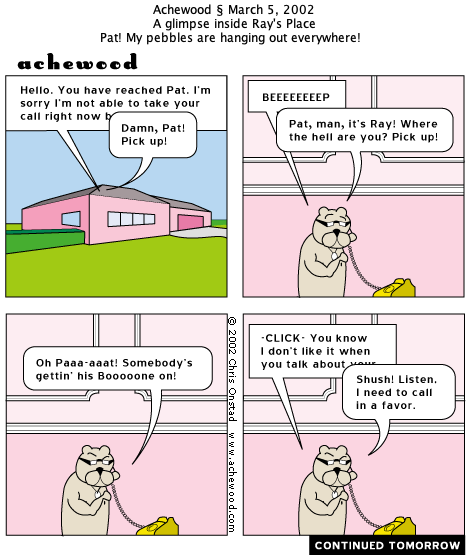 Achewood § March 5, 2002
A glimpse inside Ray's Place
Pat! My pebbles are hanging out everywhere!
achewood
Hello. You have reached Pat. I'm
sorry I'm not able to take your
call right now b
Damn, Pat!
Pick up!
BEEEEEEEEP
Pat, man, it's Ray! Where
the hell are you? Pick up!
Oh Paaa-aaat! Somebody's
gettin' his Booooone on!
© 2002 Chris Onstad www.achewood.com
-CLICK- You know
I don't like it when
you talk about your
Shush! Listen.
I need to call
in a favor.
CONTINUED TOMORROW